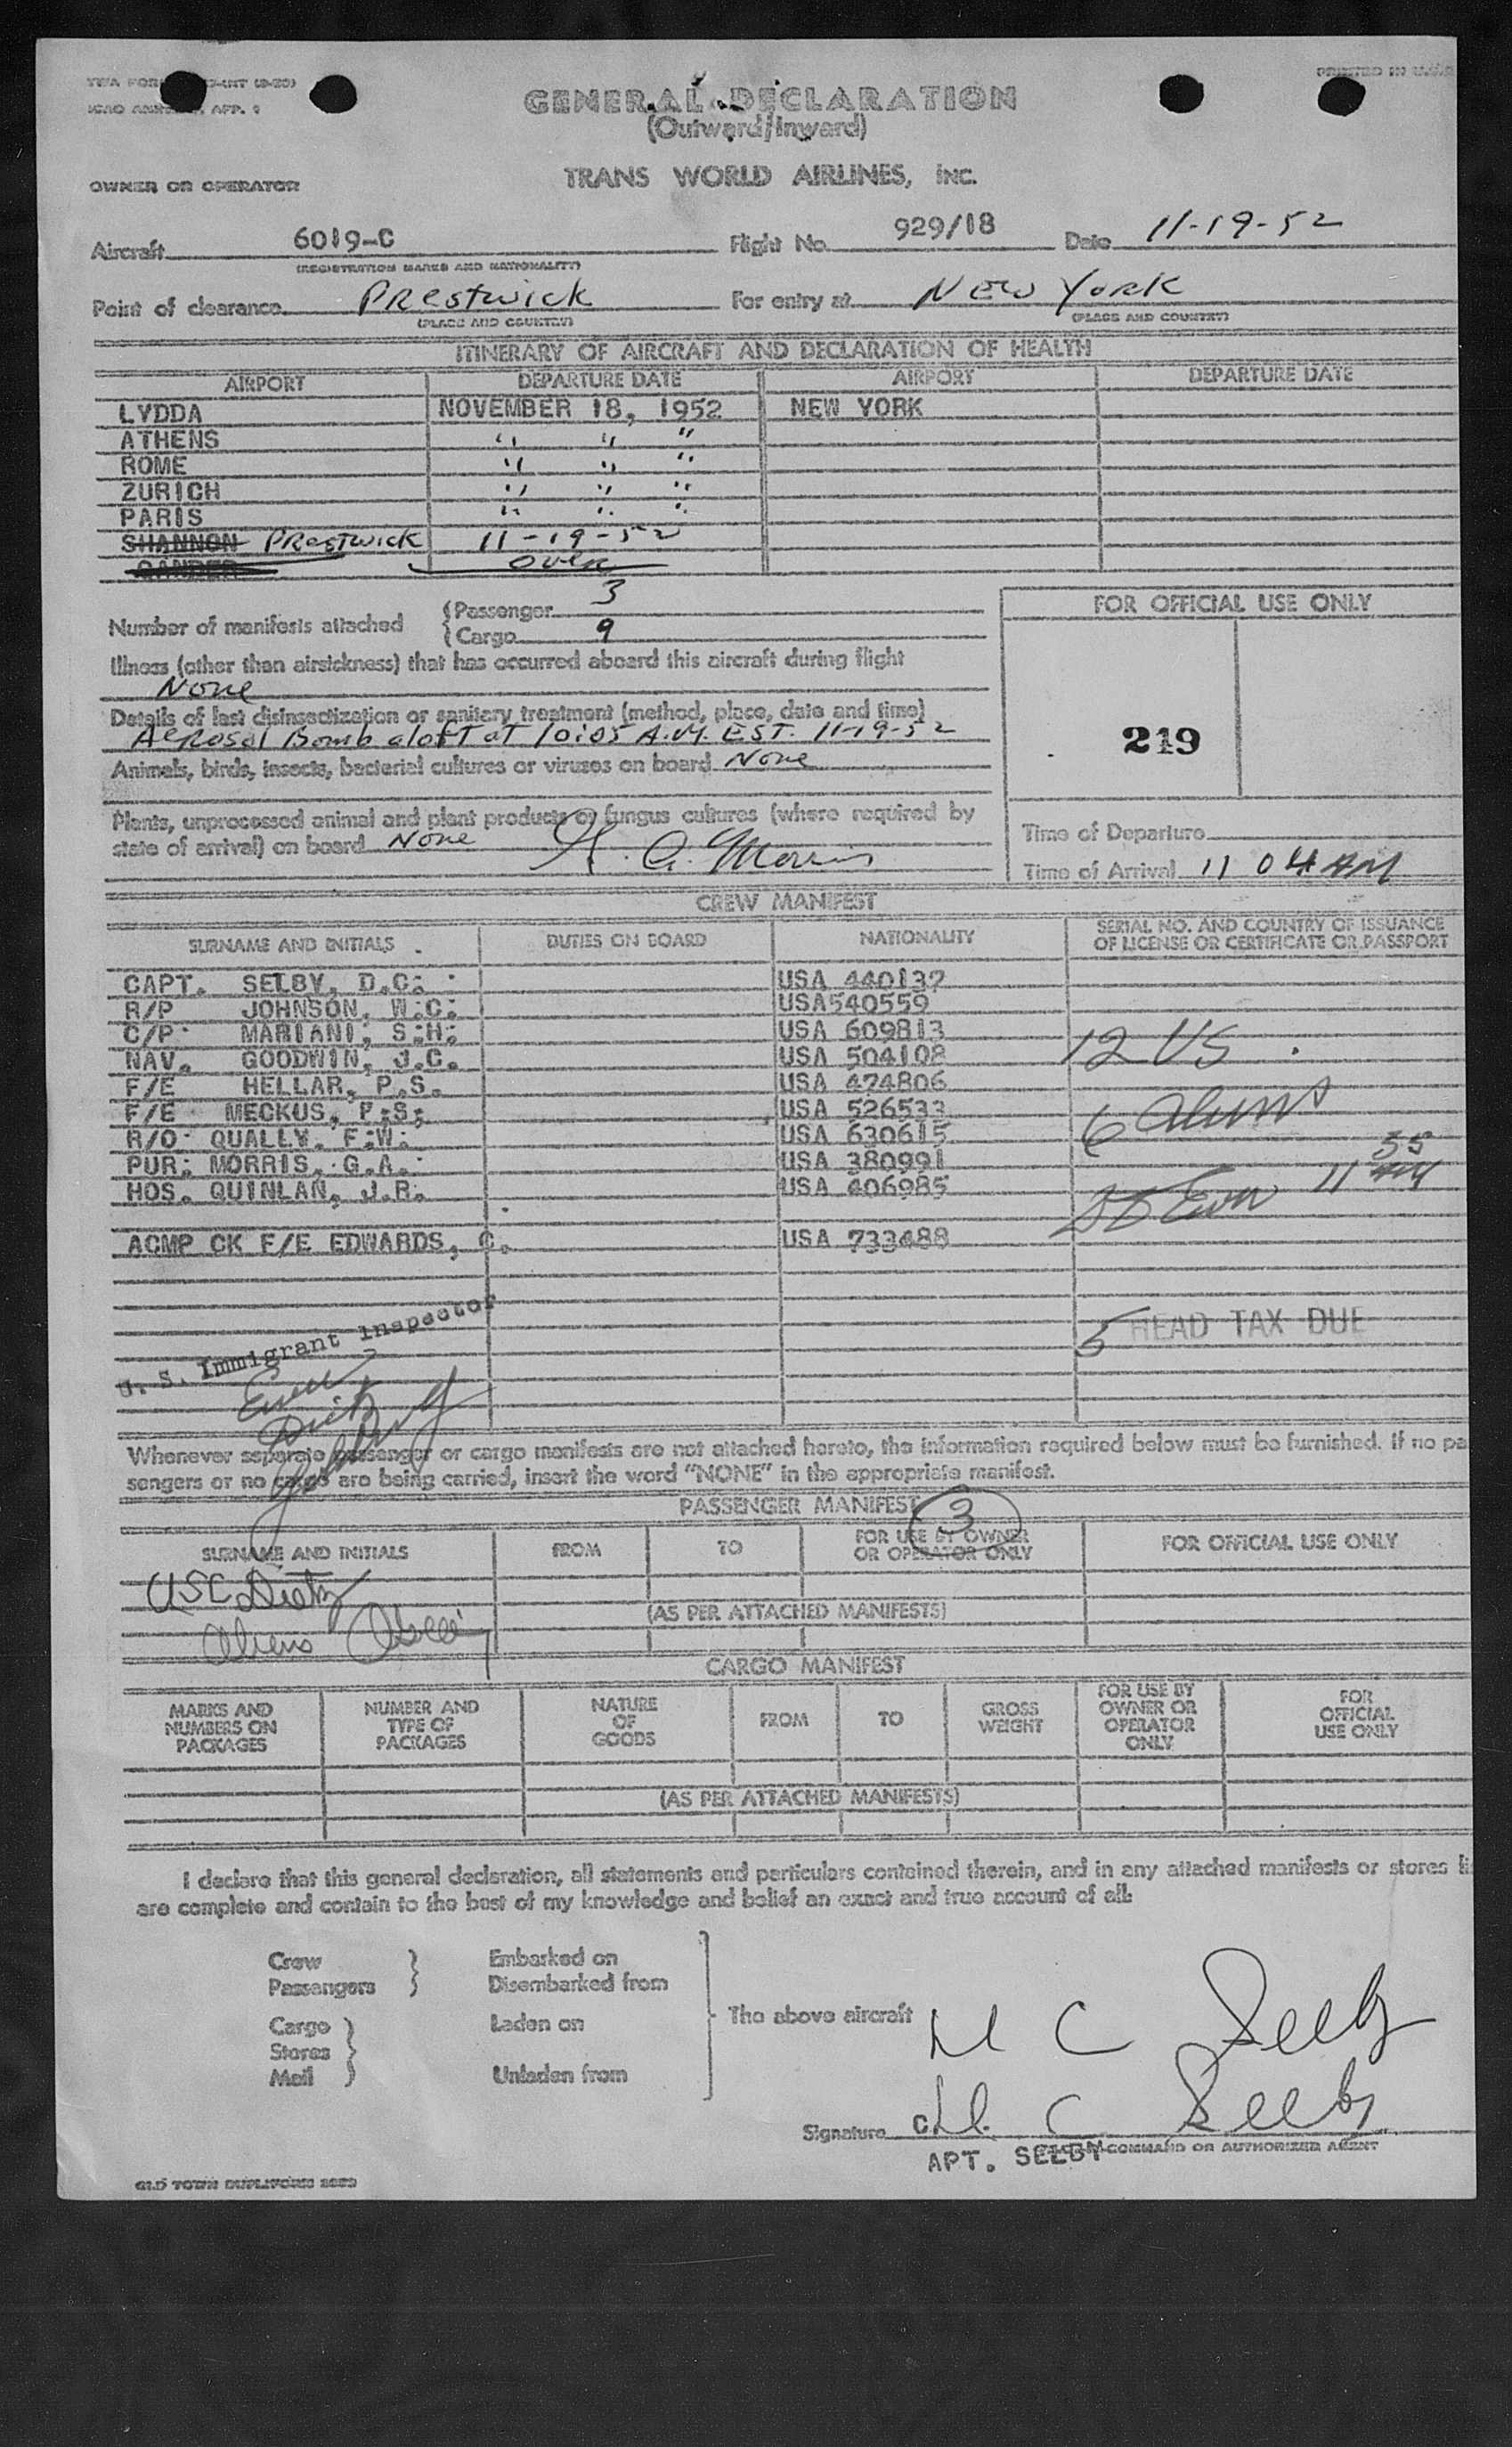 PRINTED IN U.S.A.
GENERAL DECLARATION
(Outward/Inward)
TRANS WORLD AIRLINES, INC.
OWNER OR OPERATOR
Aircraft 6019-C Flight No. 929/18 Date 11-19-52
(REGISTRATION MARKS AND NATIONALITY)
Point of clearance Prestwick For entry at New York
(PLACE AND COUNTRY) (PLACE AND COUNTRY)
ITINERARY OF AIRCRAFT AND DECLARATION OF HEALTH
AIRPORT DEPARTURE DATE AIRPORT DEPARTURE DATE
LYDDA NOVEMBER 18, 1952 NEW YORK
ATHENS " " "
ROME " " "
ZURICH " " "
PARIS " " "
SHANNON Prestwick 11-19-52
GANDER over
Number of manifests attached {Passenger 3
{Cargo 9
FOR OFFICIAL USE ONLY
Illness (other than airsickness) that has occurred aboard this aircraft during flight
None
Details of last disinsectization or sanitary treatment (method, place, date and time)
Aerosol Bomb aloft at 10:05 A.M. EST. 11-19-52
219
Animals, birds, insects, bacterial cultures or viruses on board None
Plants, unprocessed animal and plant products or fungus cultures (where required by
state of arrival) on board None G. A. Morris
Time of Departure
Time of Arrival 11 04 AM
CREW MANIFEST
SURNAME AND INITIALS DUTIES ON BOARD NATIONALITY SERIAL NO. AND COUNTRY OF ISSUANCE
OF LICENSE OR CERTIFICATE OR PASSPORT
CAPT. SELBY, D.C. USA 440137
R/P JOHNSON, W.C. USA540559
C/P MARIANI, S.H. USA 609813
NAV. GOODWIN, J.C. USA 504108 12 US
F/E HELLAR, P.S. USA 474806
F/E MECKUS, P.S. USA 526533 6 aliens
R/O QUALLY, F.W. USA 630615
PUR. MORRIS, G.A. USA 380991
HOS. QUINLAN, J.R. USA 406985 11 55 AM
ACMP CK F/E EDWARDS, C. USA 733488
U. S. Immigrant Inspector
5 HEAD TAX DUE
Dietz
Whenever separate passenger or cargo manifests are not attached hereto, the information required below must be furnished. If no pa
sengers or no cargo are being carried, insert the word "NONE" in the appropriate manifest.
PASSENGER MANIFEST 3
SURNAME AND INITIALS FROM TO FOR USE BY OWNER
OR OPERATOR ONLY FOR OFFICIAL USE ONLY
USC Dietz
(AS PER ATTACHED MANIFESTS)
Aliens
CARGO MANIFEST
MARKS AND
NUMBERS ON
PACKAGES NUMBER AND
TYPE OF
PACKAGES NATURE
OF
GOODS FROM TO GROSS
WEIGHT FOR USE BY
OWNER OR
OPERATOR
ONLY FOR
OFFICIAL
USE ONLY
(AS PER ATTACHED MANIFESTS)
I declare that this general declaration, all statements and particulars contained therein, and in any attached manifests or stores li
are complete and contain to the best of my knowledge and belief an exact and true account of all:
Crew
Passengers } Embarked on
Disembarked from
Cargo
Stores
Mail } Laden on
Unladen from
The above aircraft D C Selby
Signature D. C Selby
CAPT. SELBY
IN COMMAND OR AUTHORIZED AGENT